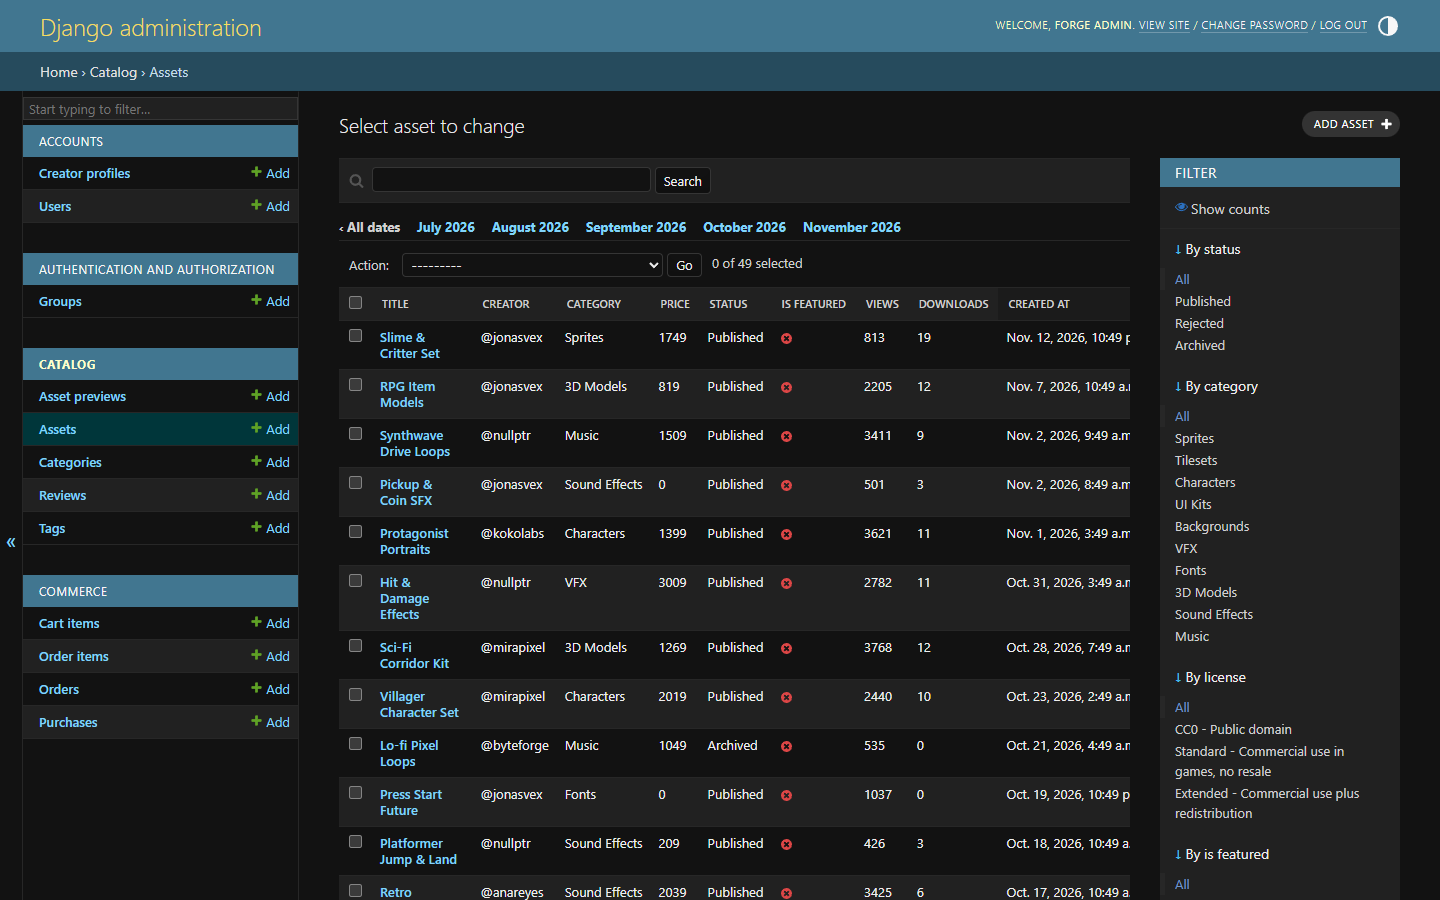 Django administration
WELCOME, FORGE ADMIN. VIEW SITE / CHANGE PASSWORD / LOG OUT
Home › Catalog › Assets
Start typing to filter...
ACCOUNTS
Creator profiles Add
Users Add
AUTHENTICATION AND AUTHORIZATION
Groups Add
CATALOG
Asset previews Add
Assets Add
Categories Add
Reviews Add
Tags Add
«
COMMERCE
Cart items Add
Order items Add
Orders Add
Purchases Add
Select asset to change
ADD ASSET
Search
‹ All dates July 2026 August 2026 September 2026 October 2026 November 2026
Action: --------- Go 0 of 49 selected
TITLE CREATOR CATEGORY PRICE STATUS IS FEATURED VIEWS DOWNLOADS CREATED AT
Slime & Critter Set @jonasvex Sprites 1749 Published 813 19 Nov. 12, 2026, 10:49 p
RPG Item Models @jonasvex 3D Models 819 Published 2205 12 Nov. 7, 2026, 10:49 a.m
Synthwave Drive Loops @nullptr Music 1509 Published 3411 9 Nov. 2, 2026, 9:49 a.m
Pickup & Coin SFX @jonasvex Sound Effects 0 Published 501 3 Nov. 2, 2026, 8:49 a.m
Protagonist Portraits @kokolabs Characters 1399 Published 3621 11 Nov. 1, 2026, 3:49 a.m
Hit & Damage Effects @nullptr VFX 3009 Published 2782 11 Oct. 31, 2026, 3:49 a.m
Sci-Fi Corridor Kit @mirapixel 3D Models 1269 Published 3768 12 Oct. 28, 2026, 7:49 a.m
Villager Character Set @mirapixel Characters 2019 Published 2440 10 Oct. 23, 2026, 2:49 a.m
Lo-fi Pixel Loops @byteforge Music 1049 Archived 535 0 Oct. 21, 2026, 4:49 a.m
Press Start Future @jonasvex Fonts 0 Published 1037 0 Oct. 19, 2026, 10:49 p
Platformer Jump & Land @nullptr Sound Effects 209 Published 426 3 Oct. 18, 2026, 10:49 a
Retro @anareyes Sound Effects 2039 Published 3425 6 Oct. 17, 2026, 10:49 a
FILTER
Show counts
↓ By status
All
Published
Rejected
Archived
↓ By category
All
Sprites
Tilesets
Characters
UI Kits
Backgrounds
VFX
Fonts
3D Models
Sound Effects
Music
↓ By license
All
CC0 - Public domain
Standard - Commercial use in
games, no resale
Extended - Commercial use plus
redistribution
↓ By is featured
All